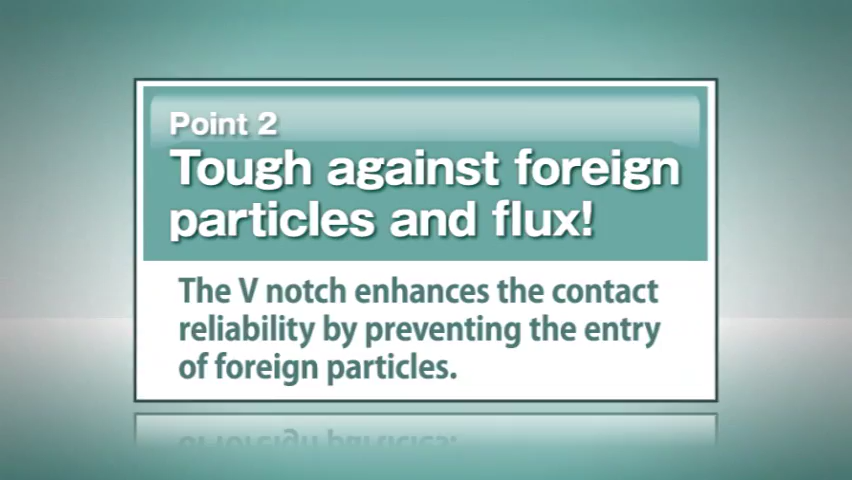 Point 2
Tough against foreign
particles and flux!
The V notch enhances the contact
reliability by preventing the entry
of foreign particles.